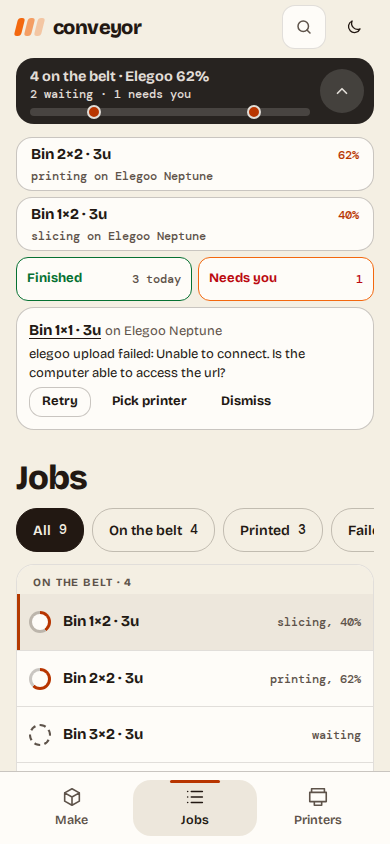 conveyor
4 on the belt · Elegoo 62%
2 waiting · 1 needs you
Bin 2×2 · 3u
62%
printing on Elegoo Neptune
Bin 1×2 · 3u
40%
slicing on Elegoo Neptune
Finished
3 today
Needs you
1
Bin 1×1 · 3u on Elegoo Neptune
elegoo upload failed: Unable to connect. Is the
computer able to access the url?
Retry
Pick printer
Dismiss
Jobs
All 9
On the belt 4
Printed 3
ON THE BELT · 4
Bin 1×2 · 3u
slicing, 40%
Bin 2×2 · 3u
printing, 62%
Bin 3×2 · 3u
waiting
Make
Jobs
Printers